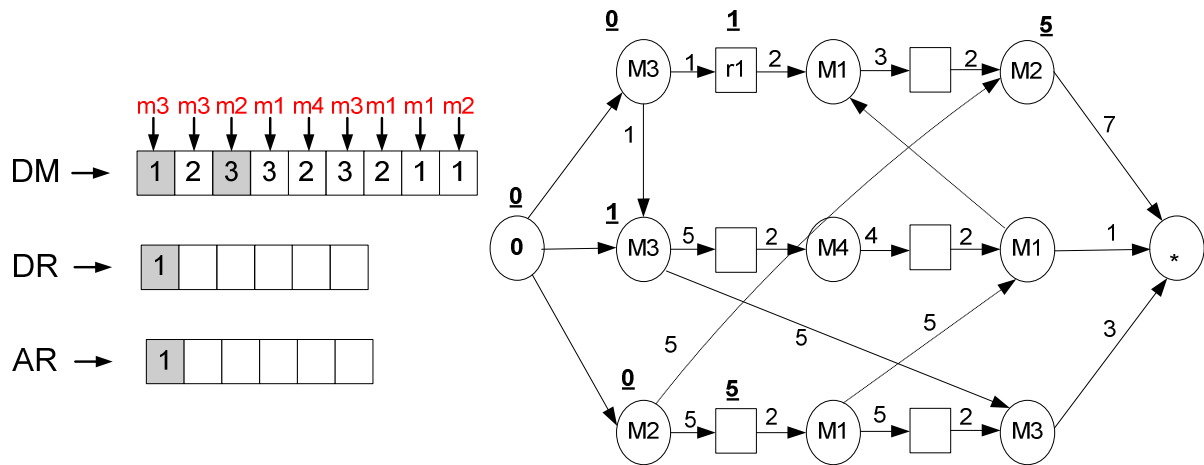 m3 m3 m2 m1 m4 m3 m1 m1 m2
DM 1 2 3 3 2 3 2 1 1
DR 1
AR 1
0 1 5
M3 1 r1 2 M1 3 2 M2
1 7
0 1
0 M3 5 2 M4 4 2 M1 1 *
5 5 5 3
0 5
M2 5 2 M1 5 2 M3